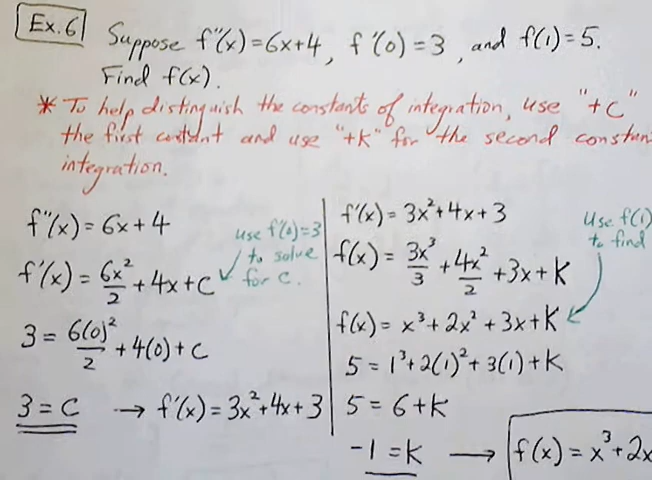 Ex. 6
Suppose f"(x) = 6x + 4, f'(0) = 3, and f(1) = 5.
Find f(x).
* To help distinguish the constants of integration, use "+C"
the first constant and use "+K" for the second constan
integration.
f"(x) = 6x + 4
f'(x) = 6x²/2 + 4x + C
use f'(0) = 3
to solve
for C.
3 = 6(0)²/2 + 4(0) + C
3 = C → f'(x) = 3x² + 4x + 3
f'(x) = 3x² + 4x + 3
f(x) = 3x³/3 + 4x²/2 + 3x + K
Use f(1)
to find
f(x) = x³ + 2x² + 3x + K
5 = 1³ + 2(1)² + 3(1) + K
5 = 6 + K
-1 = K → f(x) = x³ + 2x